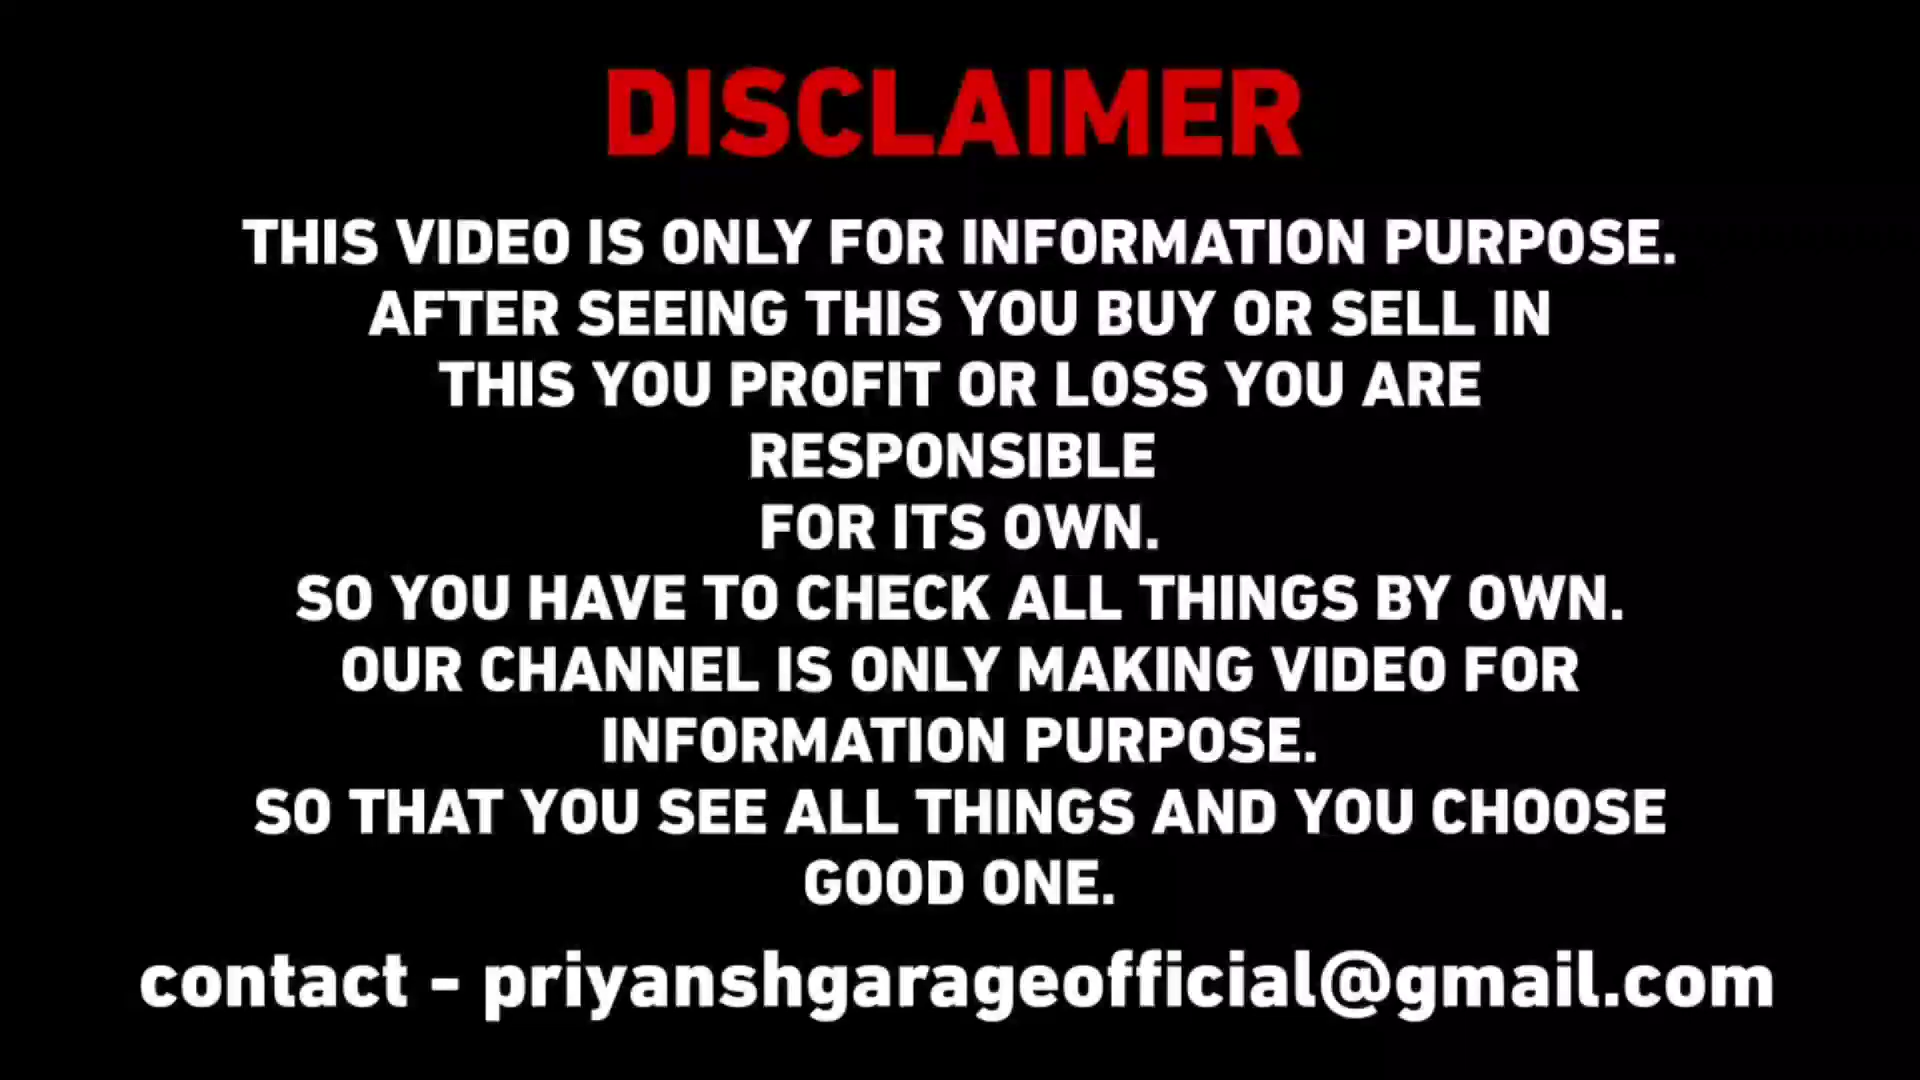 DISCLAIMER
THIS VIDEO IS ONLY FOR INFORMATION PURPOSE.
AFTER SEEING THIS YOU BUY OR SELL IN
THIS YOU PROFIT OR LOSS YOU ARE
RESPONSIBLE
FOR ITS OWN.
SO YOU HAVE TO CHECK ALL THINGS BY OWN.
OUR CHANNEL IS ONLY MAKING VIDEO FOR
INFORMATION PURPOSE.
SO THAT YOU SEE ALL THINGS AND YOU CHOOSE
GOOD ONE.
contact - priyanshgarageofficial@gmail.com